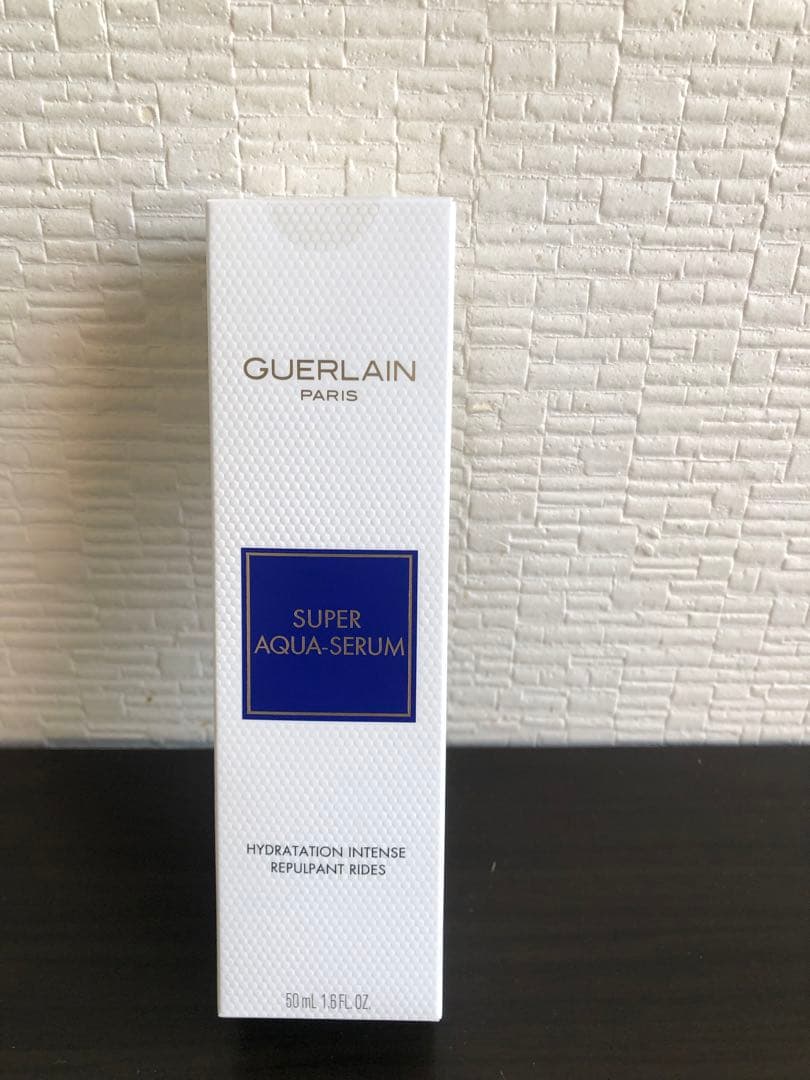 GUERLAIN
PARIS
SUPER
AQUA-SERUM
HYDRATATION INTENSE
REPULPANT RIDES
50 mL 1.6 FL. OZ.